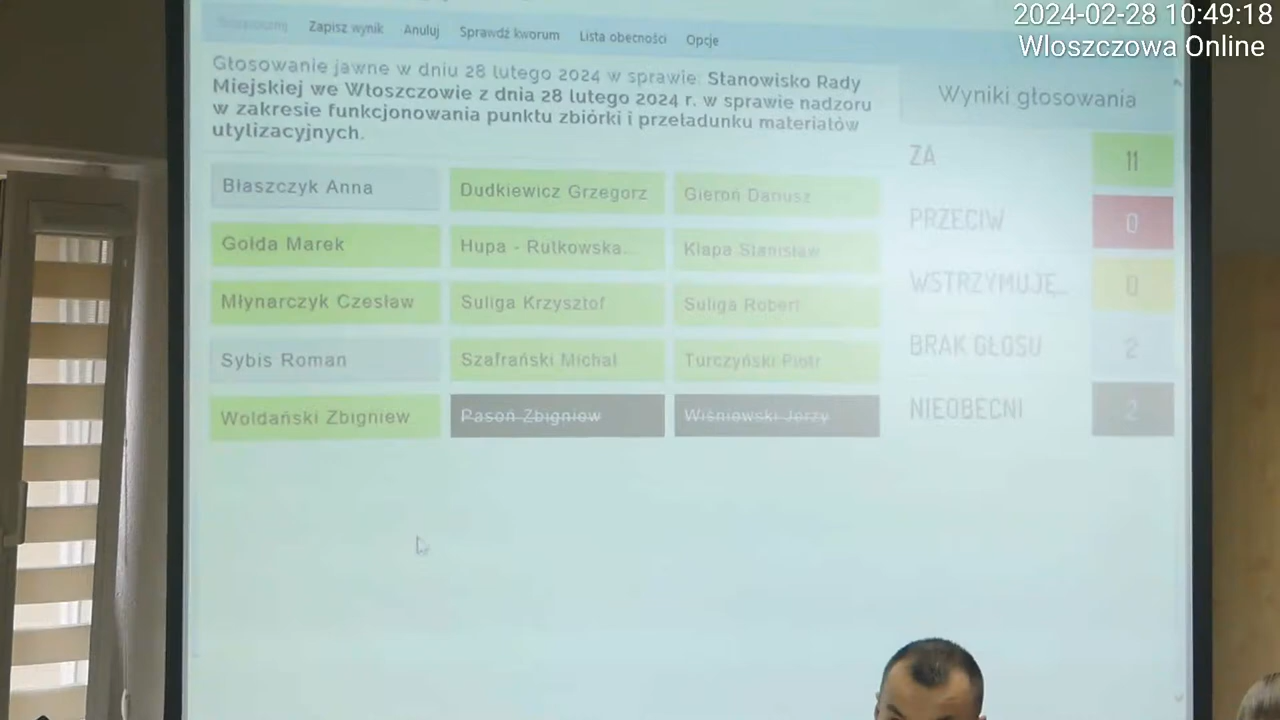 2024-02-28 10:49:18
Wloszczowa Online
Zapisz wynik Anuluj Sprawdź kworum Lista obecności Opcje
Głosowanie jawne w dniu 28 lutego 2024 w sprawie: Stanowisko Rady
Miejskiej we Włoszczowie z dnia 28 lutego 2024 r. w sprawie nadzoru
w zakresie funkcjonowania punktu zbiórki i przeładunku materiałów
utylizacyjnych.
Wyniki głosowania
ZA 11
PRZECIW 0
WSTRZYMUJĘ... 0
BRAK GŁOSU 2
NIEOBECNI 2
Błaszczyk Anna Dudkiewicz Grzegorz Gieroń Dariusz
Gołda Marek Hupa - Rutkowska... Klapa Stanisław
Młynarczyk Czesław Suliga Krzysztof Suliga Robert
Sybis Roman Szafrański Michał Turczyński Piotr
Woldański Zbigniew Pasoń Zbigniew Wiśniewski Jerzy